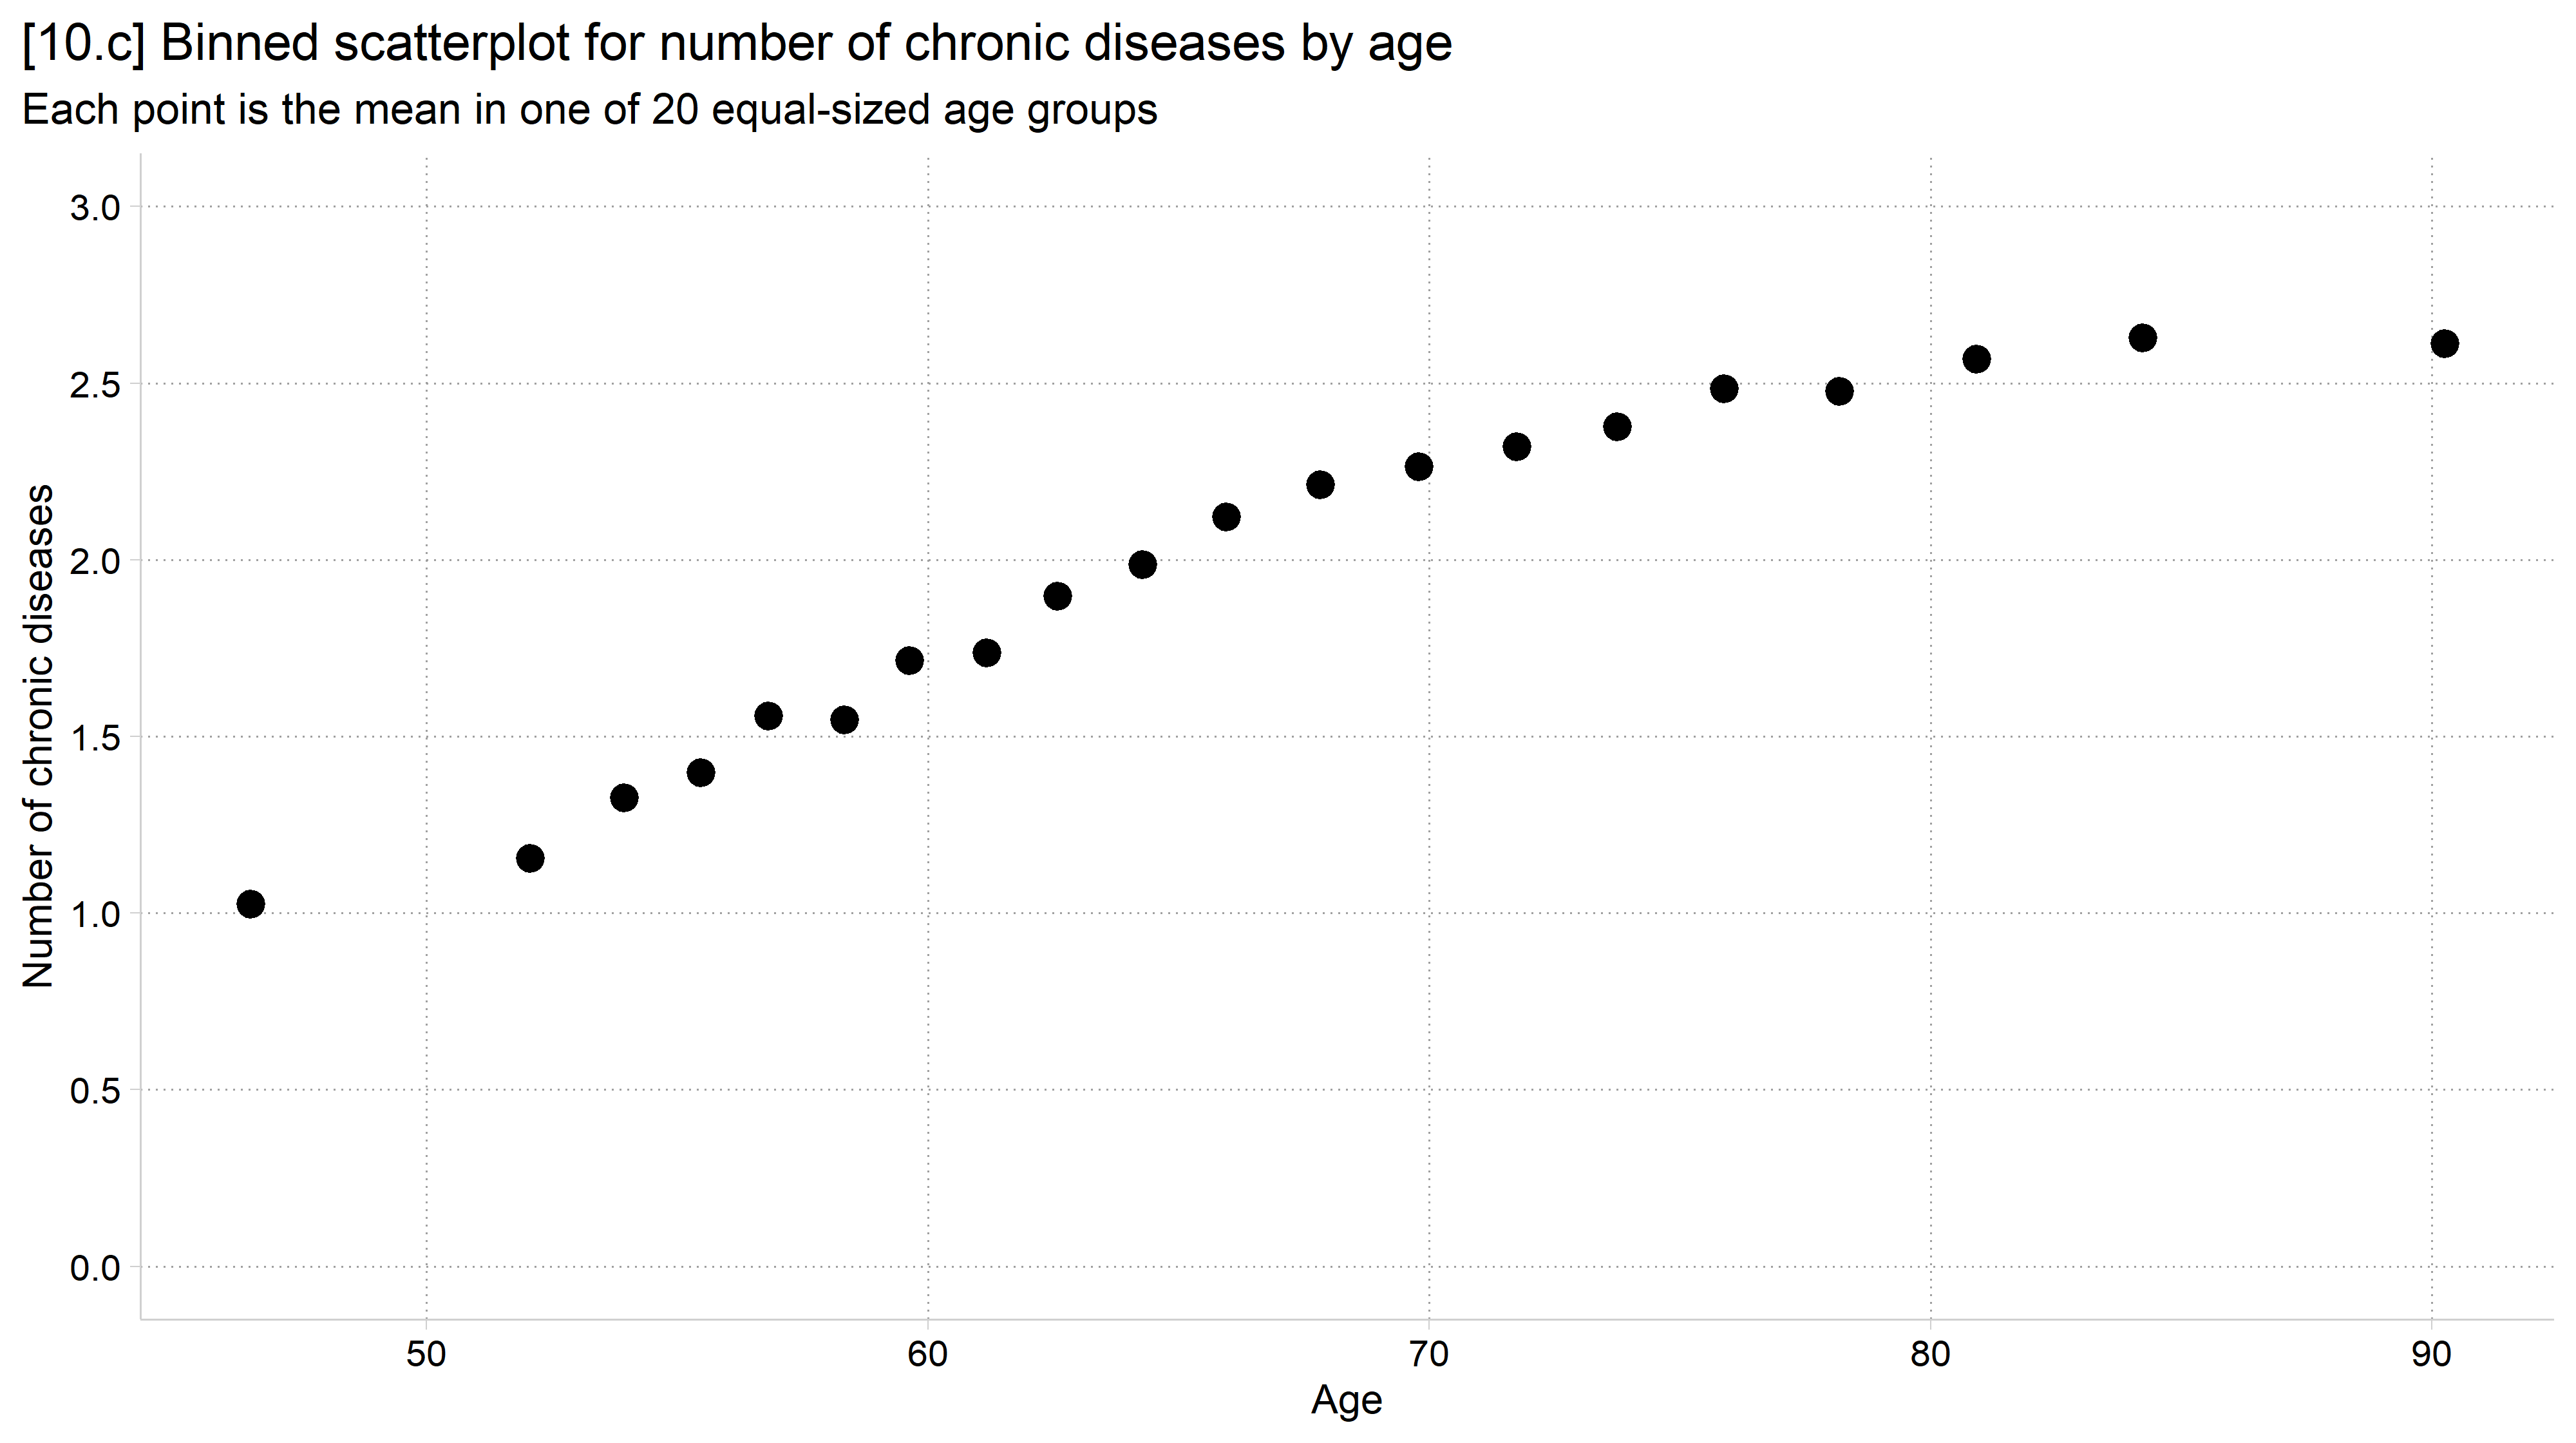 [10.c] Binned scatterplot for number of chronic diseases by age
Each point is the mean in one of 20 equal-sized age groups
Number of chronic diseases
3.0
2.5
2.0
1.5
1.0
0.5
0.0
50 60 70 80 90
Age